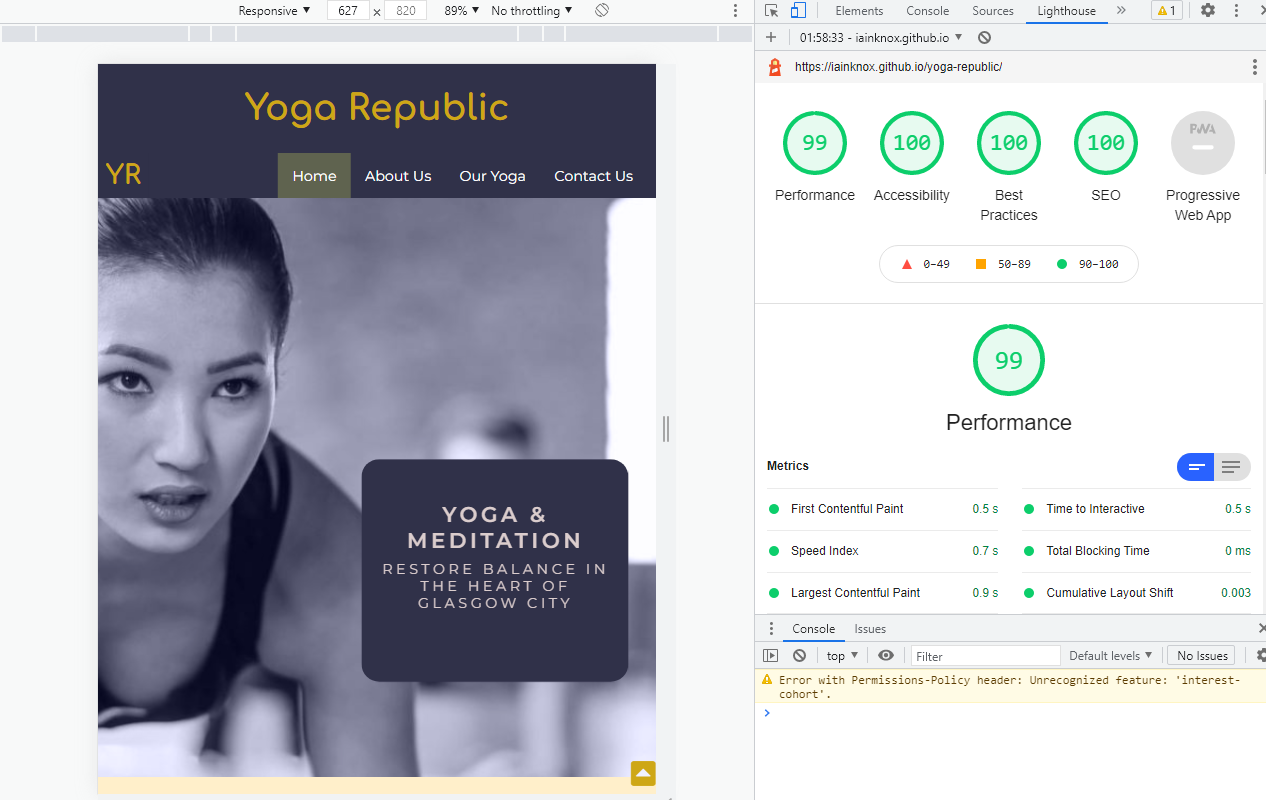 Responsive ▼ 627 × 820 89% ▼ No throttling ▼
Elements Console Sources Lighthouse » 1
01:58:33 - iainknox.github.io ▼
https://iainknox.github.io/yoga-republic/
Yoga Republic
YR Home About Us Our Yoga Contact Us
YOGA &
MEDITATION
RESTORE BALANCE IN
THE HEART OF
GLASGOW CITY
99 100 100 100 PWA
Performance Accessibility Best SEO Progressive
Practices Web App
0–49 50–89 90–100
99
Performance
Metrics
First Contentful Paint 0.5 s Time to Interactive 0.5 s
Speed Index 0.7 s Total Blocking Time 0 ms
Largest Contentful Paint 0.9 s Cumulative Layout Shift 0.003
Console Issues
top ▼ Filter Default levels ▼ No Issues
Error with Permissions-Policy header: Unrecognized feature: 'interest-
cohort'.